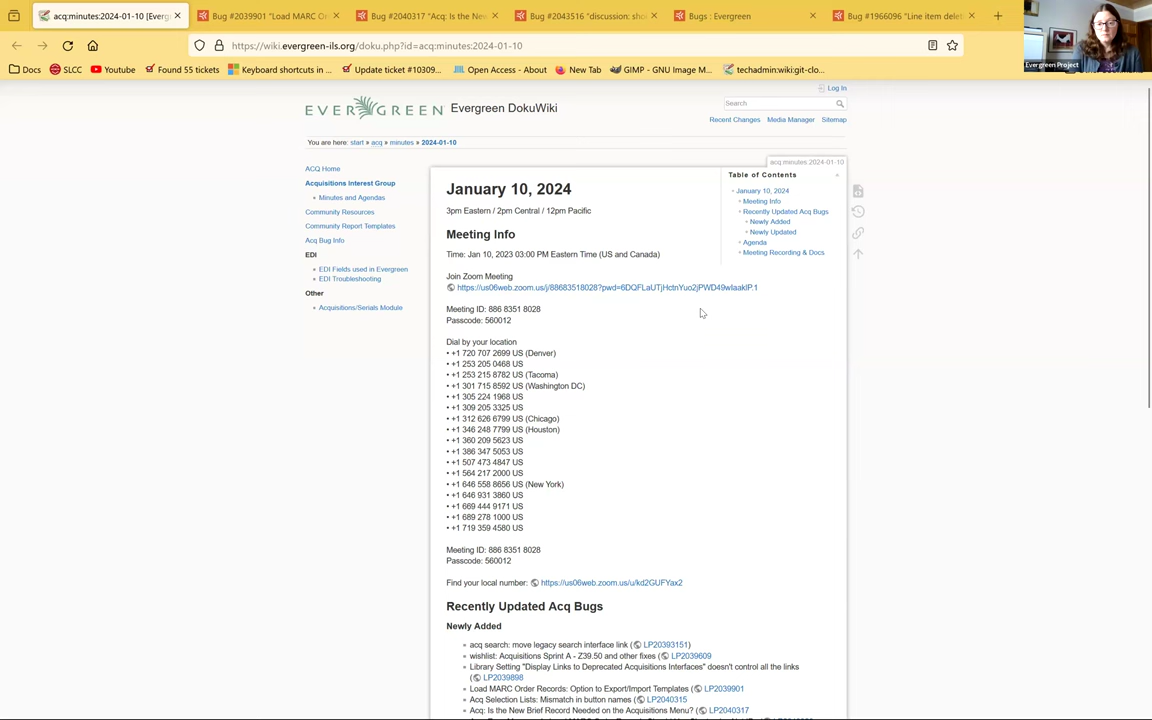 acq:minutes:2024-01-10 [Everg
Bug #2039901 "Load MARC Or
Bug #2040317 "Acq: Is the Nev
Bug #2043516 "discussion: sho
Bugs : Evergreen
Bug #1966096 "Line item delet
https://wiki.evergreen-ils.org/doku.php?id=acq:minutes:2024-01-10
Docs
SLCC
Youtube
Found 55 tickets
Keyboard shortcuts in ...
Update ticket #10309...
Open Access - About
New Tab
GIMP - GNU Image M...
techadmin:wiki:git-clo...
Evergreen Project
Log In
EVERGREEN
Evergreen DokuWiki
Search
Recent Changes Media Manager Sitemap
You are here: start » acq » minutes » 2024-01-10
acq:minutes:2024-01-10
ACQ Home
Acquisitions Interest Group
Minutes and Agendas
Community Resources
Community Report Templates
Acq Bug Info
EDI
EDI Fields used in Evergreen
EDI Troubleshooting
Other
Acquisitions/Serials Module
Table of Contents
January 10, 2024
Meeting Info
Recently Updated Acq Bugs
Newly Added
Newly Updated
Agenda
Meeting Recording & Docs
January 10, 2024
3pm Eastern / 2pm Central / 12pm Pacific
Meeting Info
Time: Jan 10, 2023 03:00 PM Eastern Time (US and Canada)
Join Zoom Meeting
https://us06web.zoom.us/j/88683518028?pwd=6DQFLaUTjHctnYuo2jPWD49wIaakIP.1
Meeting ID: 886 8351 8028
Passcode: 560012
Dial by your location
• +1 720 707 2699 US (Denver)
• +1 253 205 0468 US
• +1 253 215 8782 US (Tacoma)
• +1 301 715 8592 US (Washington DC)
• +1 305 224 1968 US
• +1 309 205 3325 US
• +1 312 626 6799 US (Chicago)
• +1 346 248 7799 US (Houston)
• +1 360 209 5623 US
• +1 386 347 5053 US
• +1 507 473 4847 US
• +1 564 217 2000 US
• +1 646 558 8656 US (New York)
• +1 646 931 3860 US
• +1 669 444 9171 US
• +1 689 278 1000 US
• +1 719 359 4580 US
Meeting ID: 886 8351 8028
Passcode: 560012
Find your local number: https://us06web.zoom.us/u/kd2GUFYax2
Recently Updated Acq Bugs
Newly Added
acq search: move legacy search interface link (LP20393151)
wishlist: Acquisitions Sprint A - Z39.50 and other fixes (LP2039609
Library Setting "Display Links to Deprecated Acquisitions Interfaces" doesn't control all the links
(LP2039898
Load MARC Order Records: Option to Export/Import Templates (LP2039901
Acq Selection Lists: Mismatch in button names (LP2040315
Acq: Is the New Brief Record Needed on the Acquisitions Menu? (LP2040317